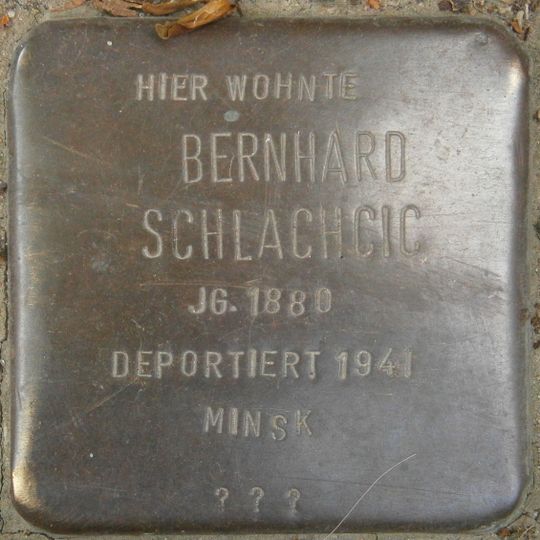 HIER WOHNTE
BERNHARD
SCHLACHCIC
JG. 1880
DEPORTIERT 1941
MINSK
? ? ?